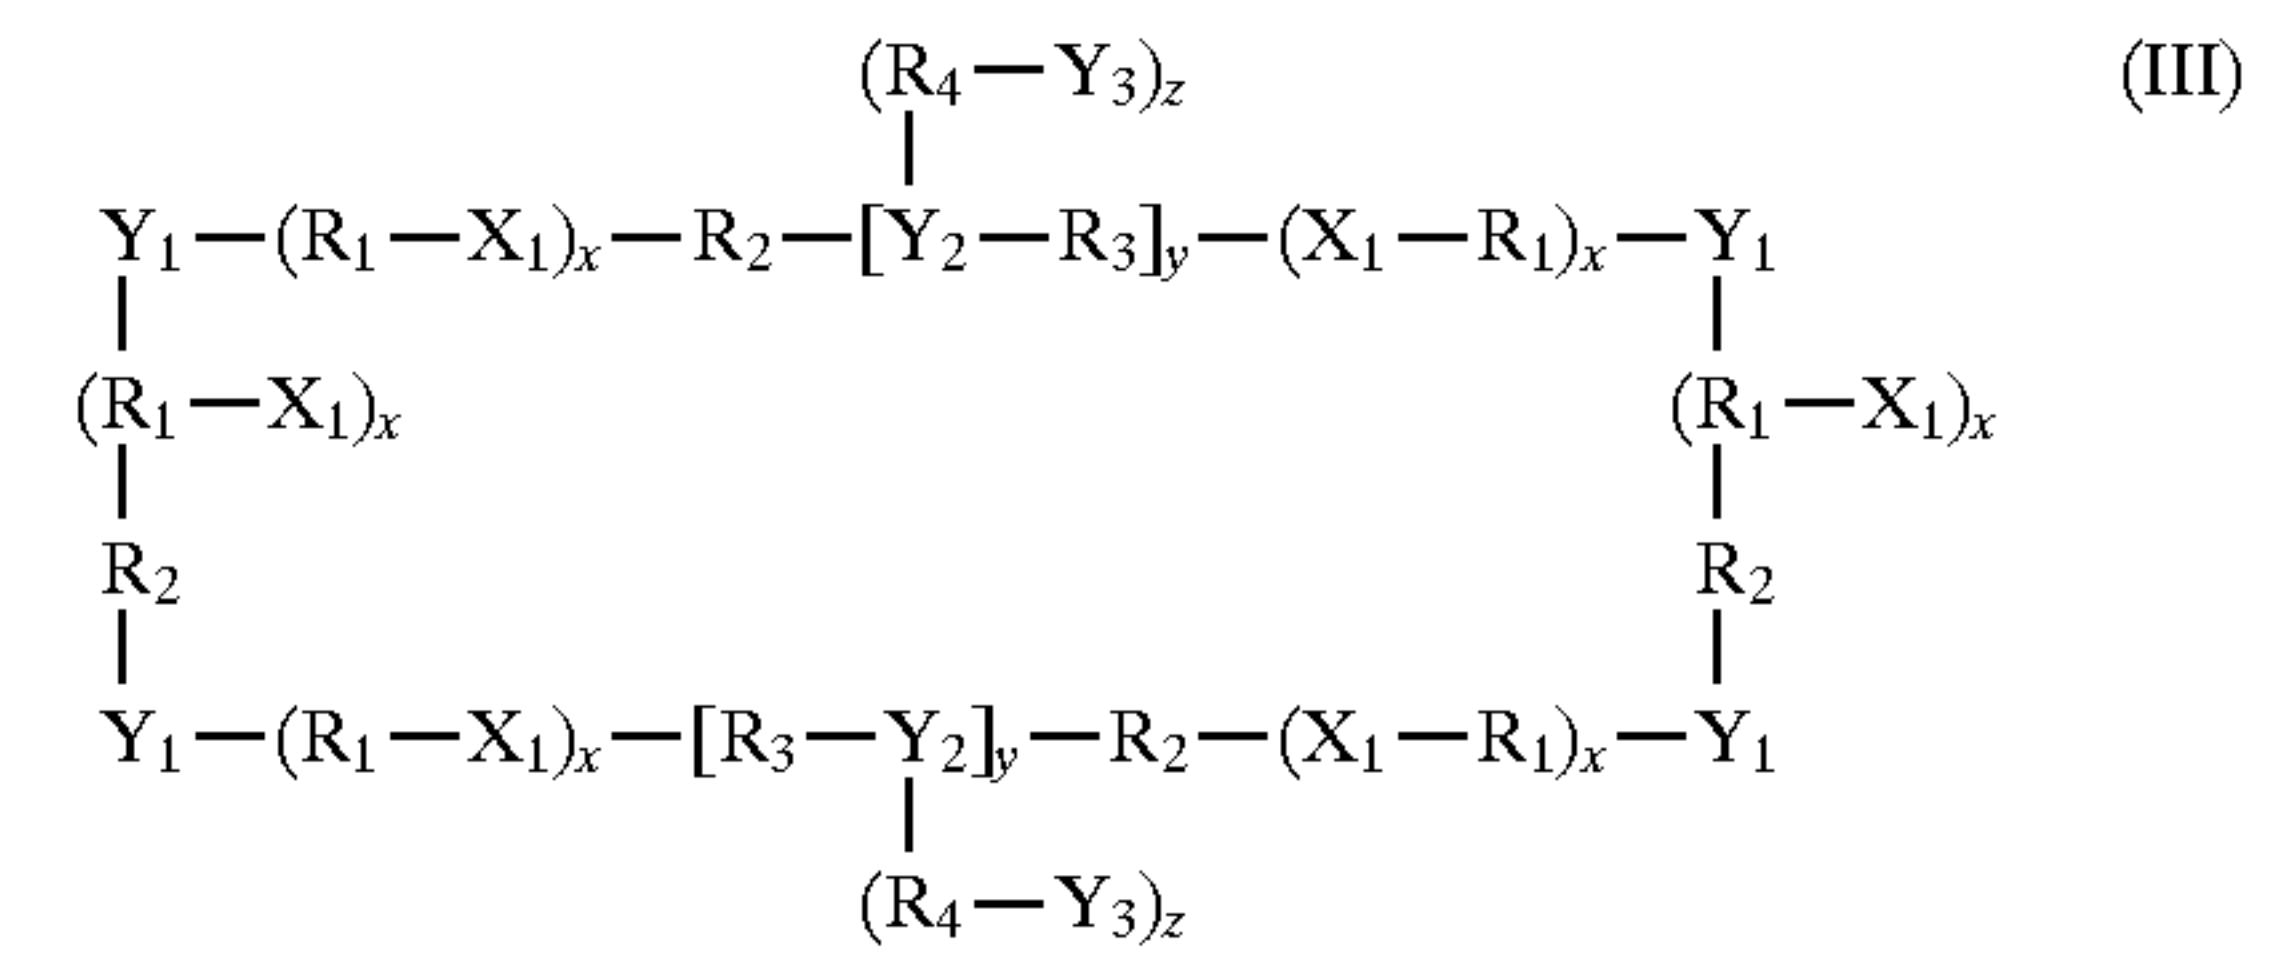 (R₄—Y₃)z (III)
Y₁—(R₁—X₁)x—R₂—[Y₂—R₃]y—(X₁—R₁)x—Y₁
(R₁—X₁)x (R₁—X₁)x
R₂ R₂
Y₁—(R₁—X₁)x—[R₃—Y₂]y—R₂—(X₁—R₁)x—Y₁
(R₄—Y₃)z